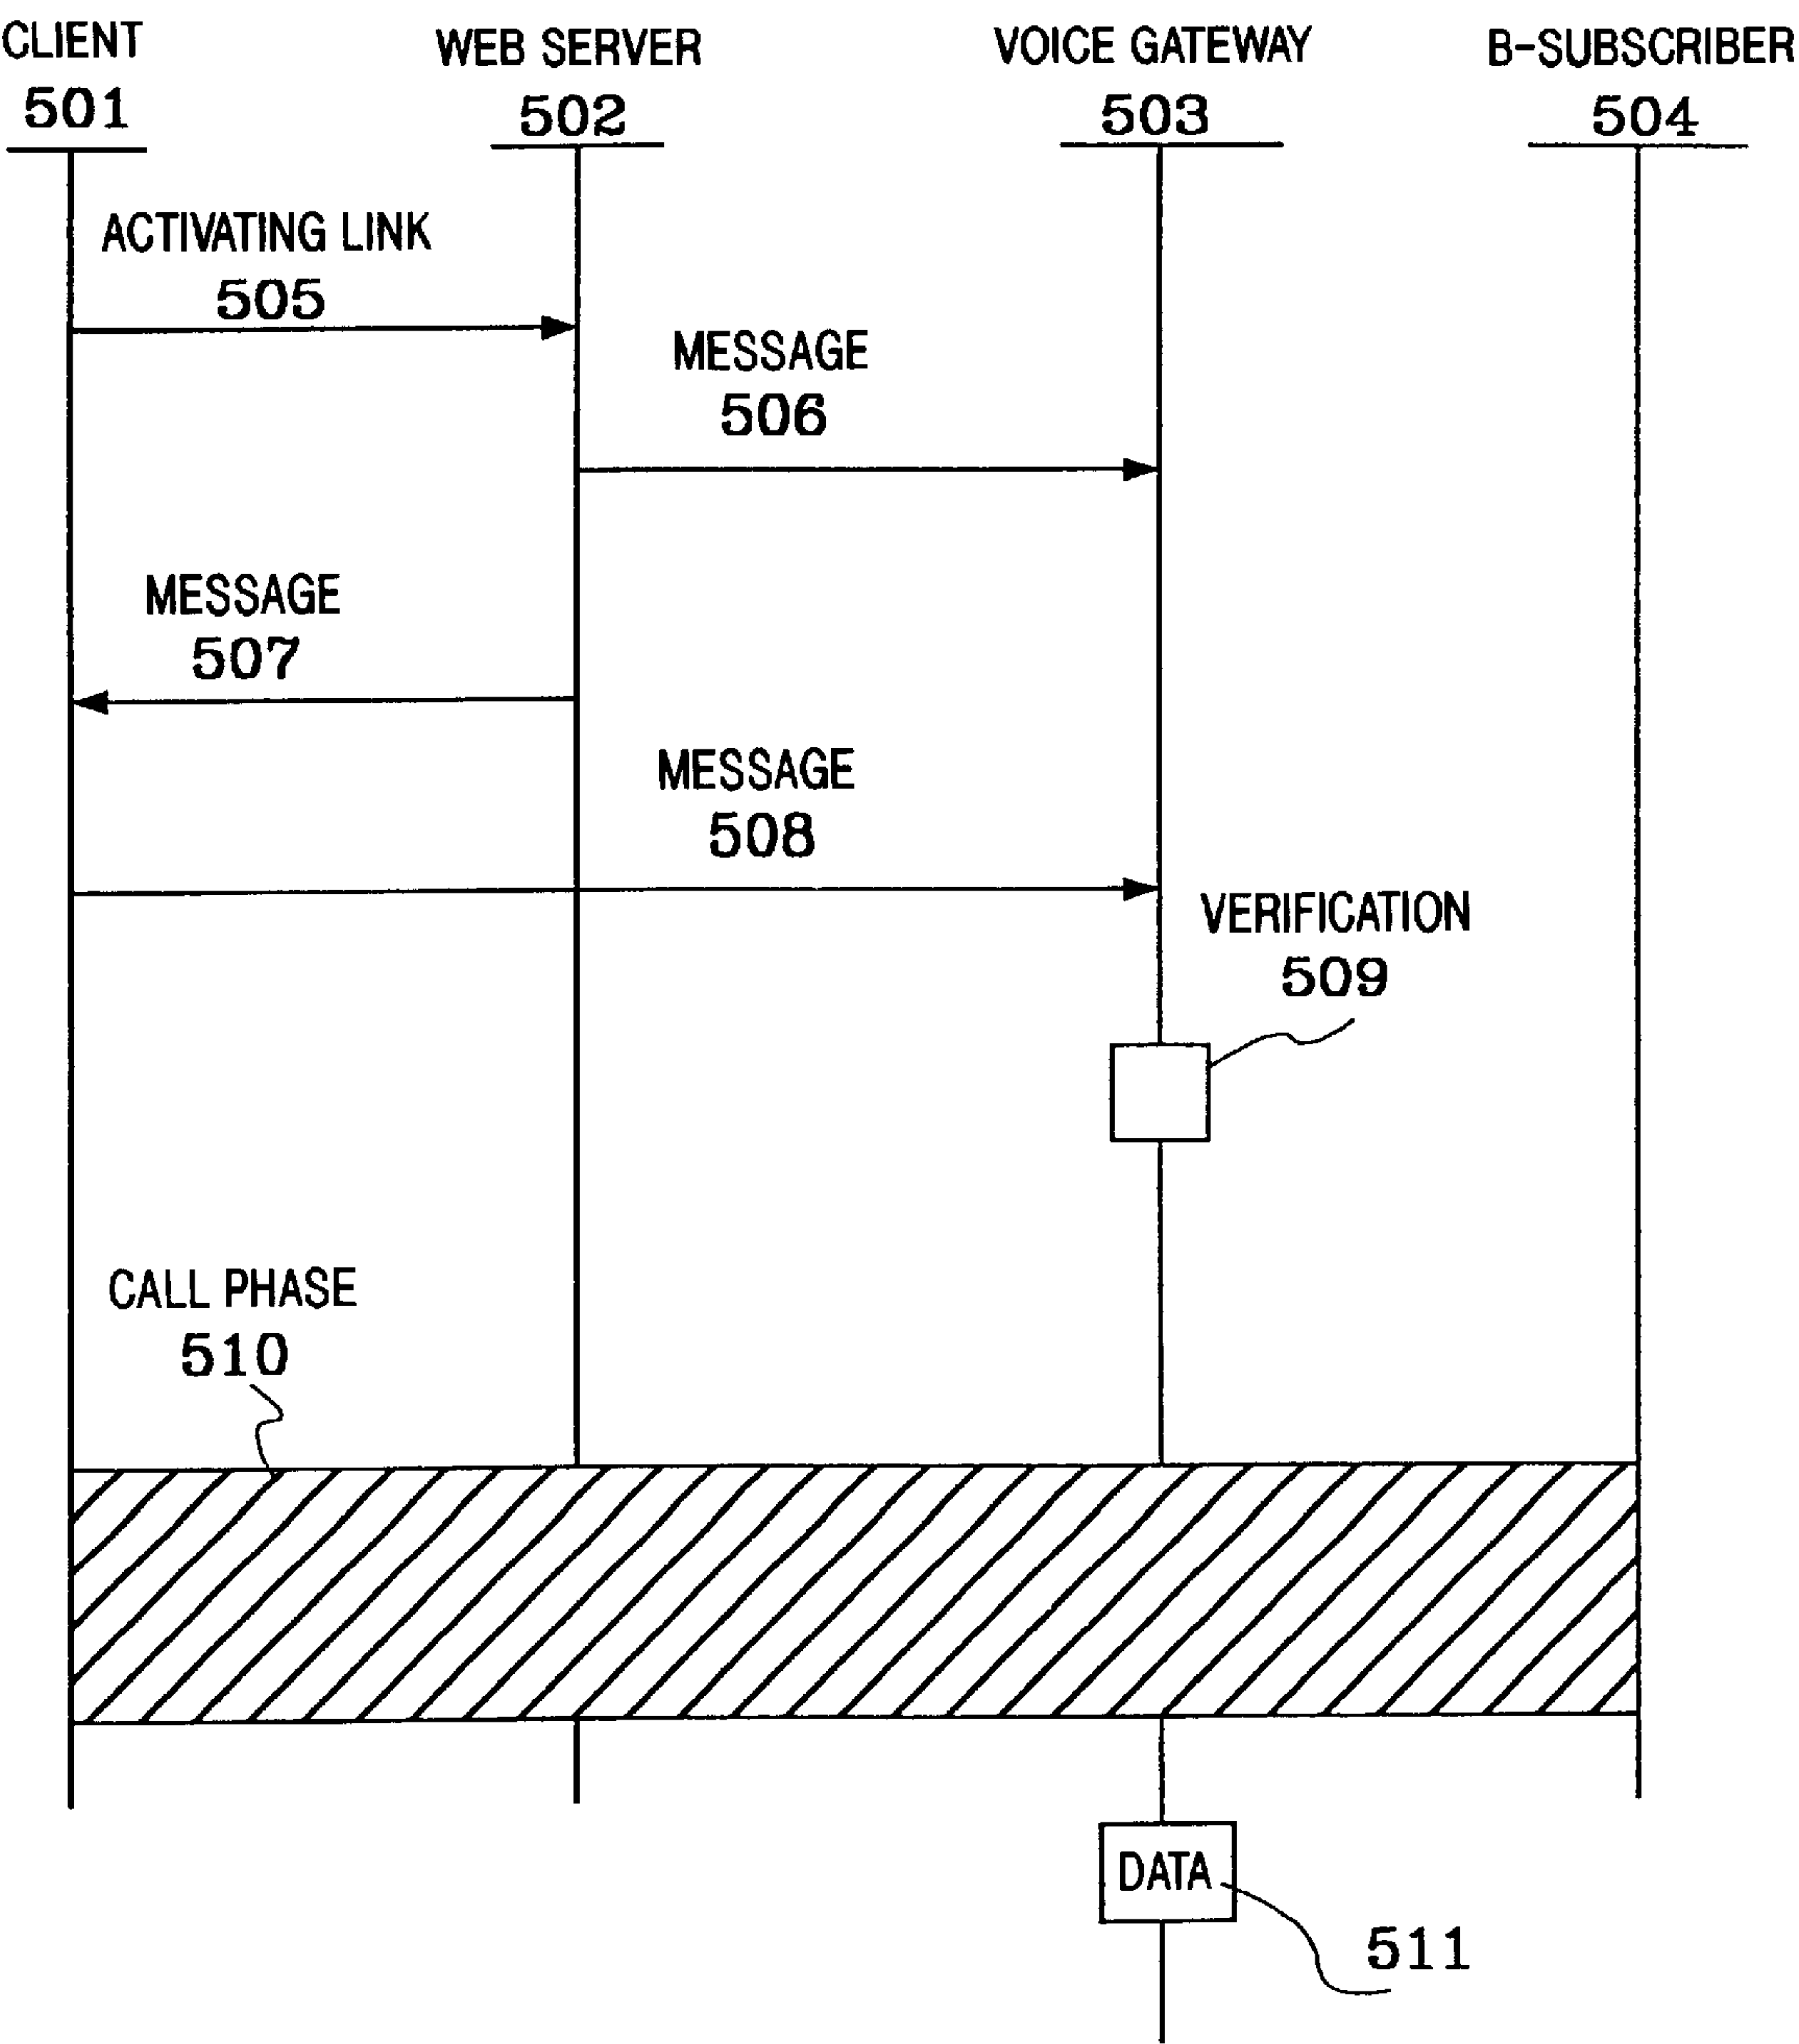 CLIENT
501
WEB SERVER
502
VOICE GATEWAY
503
B-SUBSCRIBER
504
ACTIVATING LINK
505
MESSAGE
506
MESSAGE
507
MESSAGE
508
VERIFICATION
509
CALL PHASE
510
DATA
511